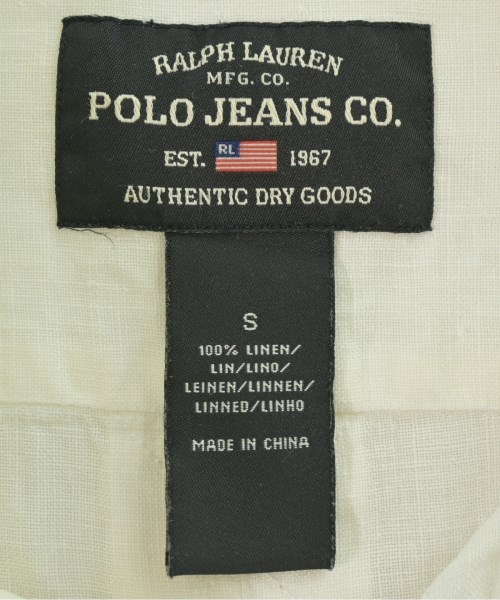 RALPH LAUREN
MFG. CO.
POLO JEANS CO.
EST. RL 1967
AUTHENTIC DRY GOODS
S
100% LINEN/
LIN/LINO/
LEINEN/LINNEN/
LINNED/LINHO
MADE IN CHINA